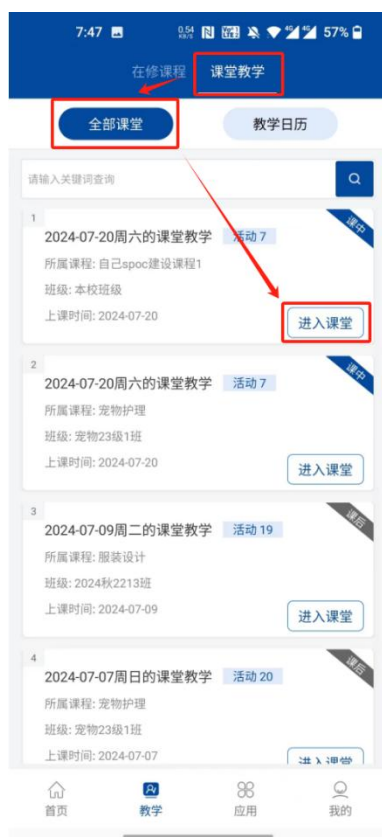 7:47
0.54 KB/S
57%
在修课程 课堂教学
全部课堂 教学日历
请输入关键词查询
1
课中
2024-07-20周六的课堂教学 活动 7
所属课程: 自己spoc建设课程1
班级: 本校班级
上课时间: 2024-07-20
进入课堂
2
课中
2024-07-20周六的课堂教学 活动 7
所属课程: 宠物护理
班级: 宠物23级1班
上课时间: 2024-07-20
进入课堂
3
课后
2024-07-09周二的课堂教学 活动 19
所属课程: 服装设计
班级: 2024秋2213班
上课时间: 2024-07-09
进入课堂
4
课后
2024-07-07周日的课堂教学 活动 20
所属课程: 宠物护理
班级: 宠物23级1班
上课时间: 2024-07-07
进入课堂
首页 教学 应用 我的